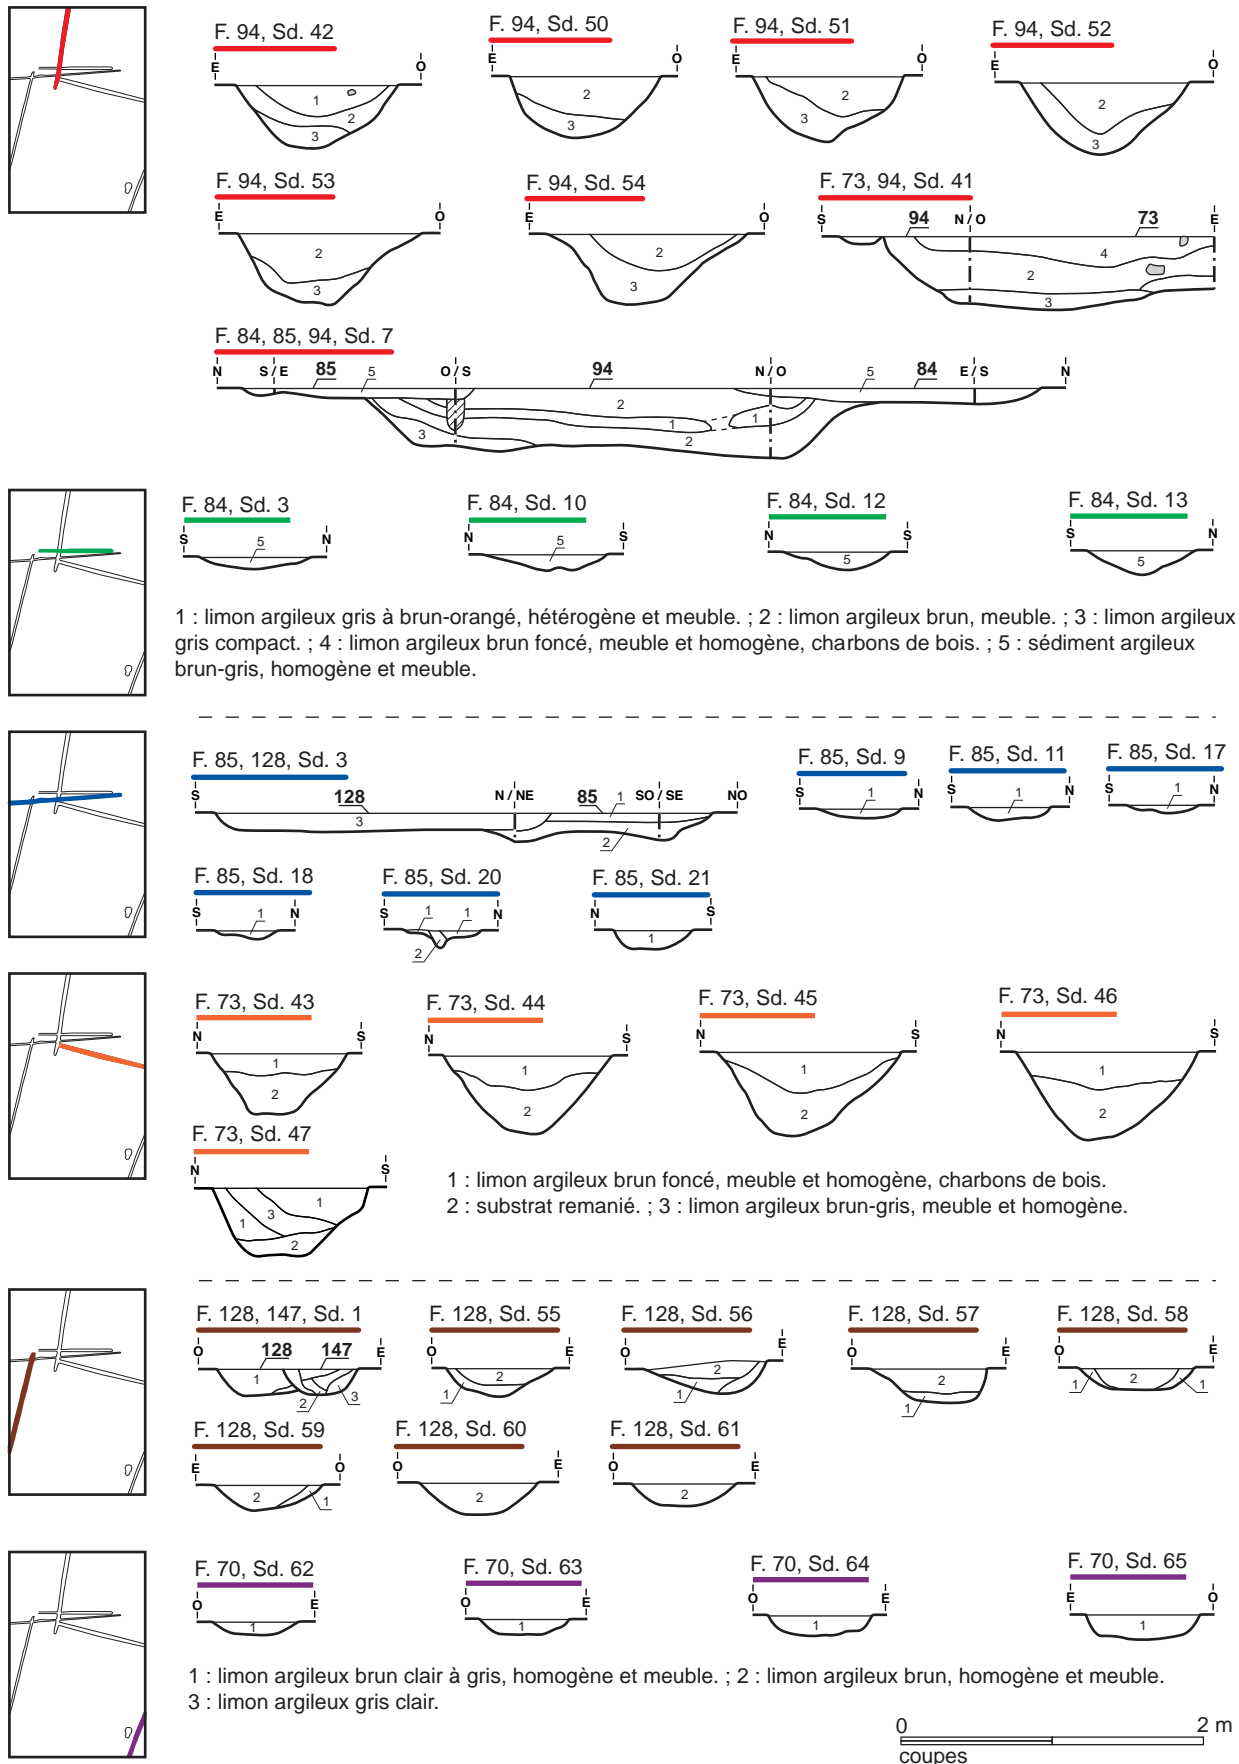 F. 94, Sd. 42
F. 94, Sd. 50
F. 94, Sd. 51
F. 94, Sd. 52
E O
E O
E O
E O
1 2 3
2 3
2 3
2 3
F. 94, Sd. 53
F. 94, Sd. 54
F. 73, 94, Sd. 41
E O
E O
S 94 N / O 73 E
2 3
2 3
4 2 3
F. 84, 85, 94, Sd. 7
N S / E 85 O / S 94 N / O 84 E / S N
5 5
2 1 1 3 2
F. 84, Sd. 3
F. 84, Sd. 10
F. 84, Sd. 12
F. 84, Sd. 13
S N
N S
N S
S N
5
5
5
5
1 : limon argileux gris à brun-orangé, hétérogène et meuble. ; 2 : limon argileux brun, meuble. ; 3 : limon argileux
gris compact. ; 4 : limon argileux brun foncé, meuble et homogène, charbons de bois. ; 5 : sédiment argileux
brun-gris, homogène et meuble.
F. 85, 128, Sd. 3
F. 85, Sd. 9
F. 85, Sd. 11
F. 85, Sd. 17
S 128 N / NE 85 SO / SE NO
3 1 2
S N
1
S N
1
S N
1
F. 85, Sd. 18
F. 85, Sd. 20
F. 85, Sd. 21
S N
1
S N
1 1 2
N S
1
F. 73, Sd. 43
F. 73, Sd. 44
F. 73, Sd. 45
F. 73, Sd. 46
N S
N S
N S
N S
1 2
1 2
1 2
1 2
F. 73, Sd. 47
N S
1 3 1 2
1 : limon argileux brun foncé, meuble et homogène, charbons de bois.
2 : substrat remanié. ; 3 : limon argileux brun-gris, meuble et homogène.
F. 128, 147, Sd. 1
F. 128, Sd. 55
F. 128, Sd. 56
F. 128, Sd. 57
F. 128, Sd. 58
O 128 147 E
O E
O E
O E
O E
1 2 3
2 1
2 1
2 1
1 2 1
F. 128, Sd. 59
F. 128, Sd. 60
F. 128, Sd. 61
E O
O E
O E
2 1
2
2
F. 70, Sd. 62
F. 70, Sd. 63
F. 70, Sd. 64
F. 70, Sd. 65
O E
O E
O E
E O
1
1
1
1
1 : limon argileux brun clair à gris, homogène et meuble. ; 2 : limon argileux brun, homogène et meuble.
3 : limon argileux gris clair.
0 2 m
coupes